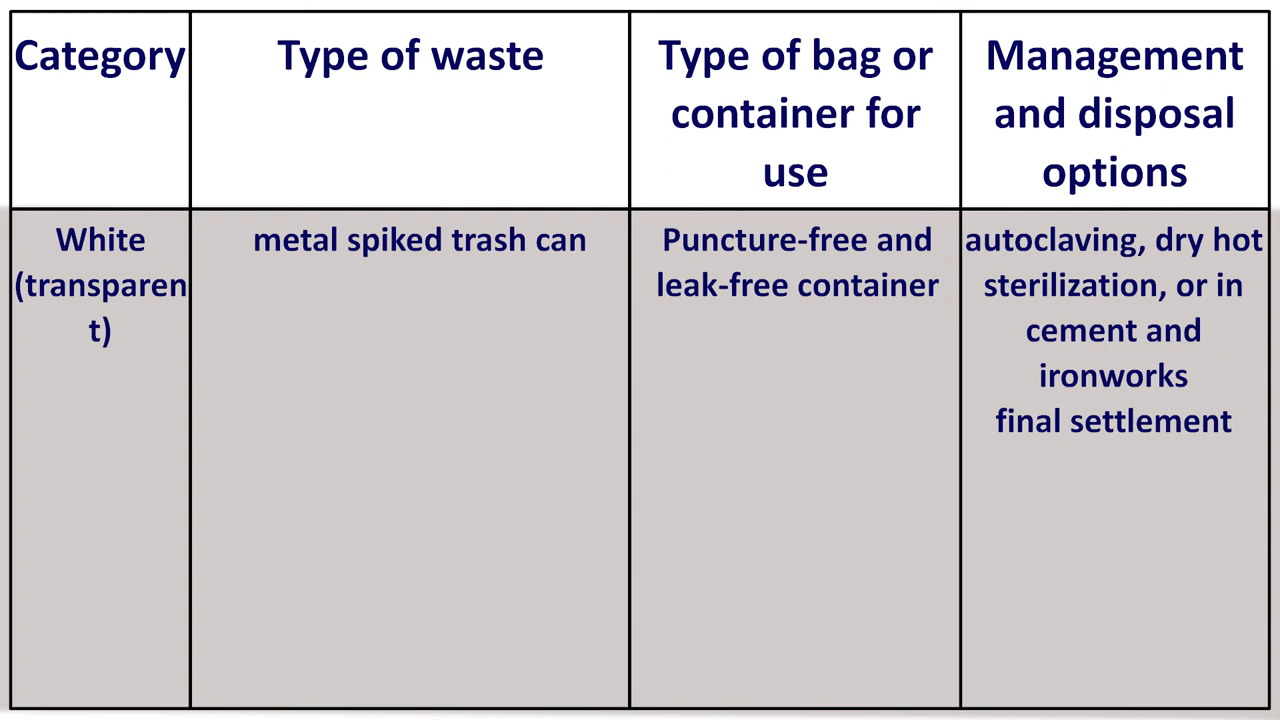 Category
Type of waste
Type of bag or
container for
use
Management
and disposal
options
White
(transparen
t)
metal spiked trash can
Puncture-free and
leak-free container
autoclaving, dry hot
sterilization, or in
cement and
ironworks
final settlement